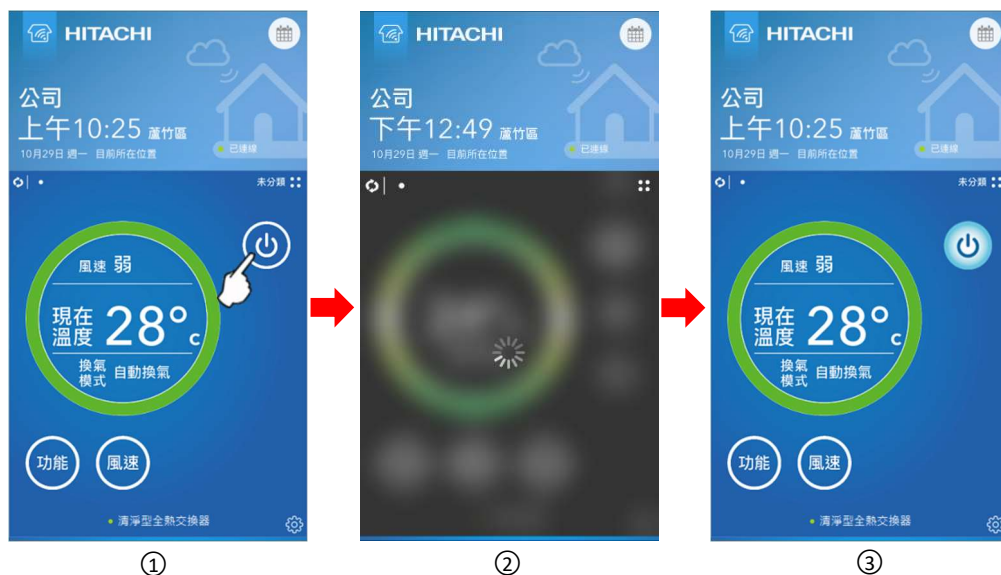 HITACHI
公司
上午10:25 蘆竹區
10月29日 週一 目前所在位置
已連線
未分類
風速 弱
現在
溫度 28°c
換氣
模式 自動換氣
功能
風速
清淨型全熱交換器
①
HITACHI
公司
下午12:49 蘆竹區
10月29日 週一 目前所在位置
已連線
②
HITACHI
公司
上午10:25 蘆竹區
10月29日 週一 目前所在位置
已連線
未分類
風速 弱
現在
溫度 28°c
換氣
模式 自動換氣
功能
風速
清淨型全熱交換器
③